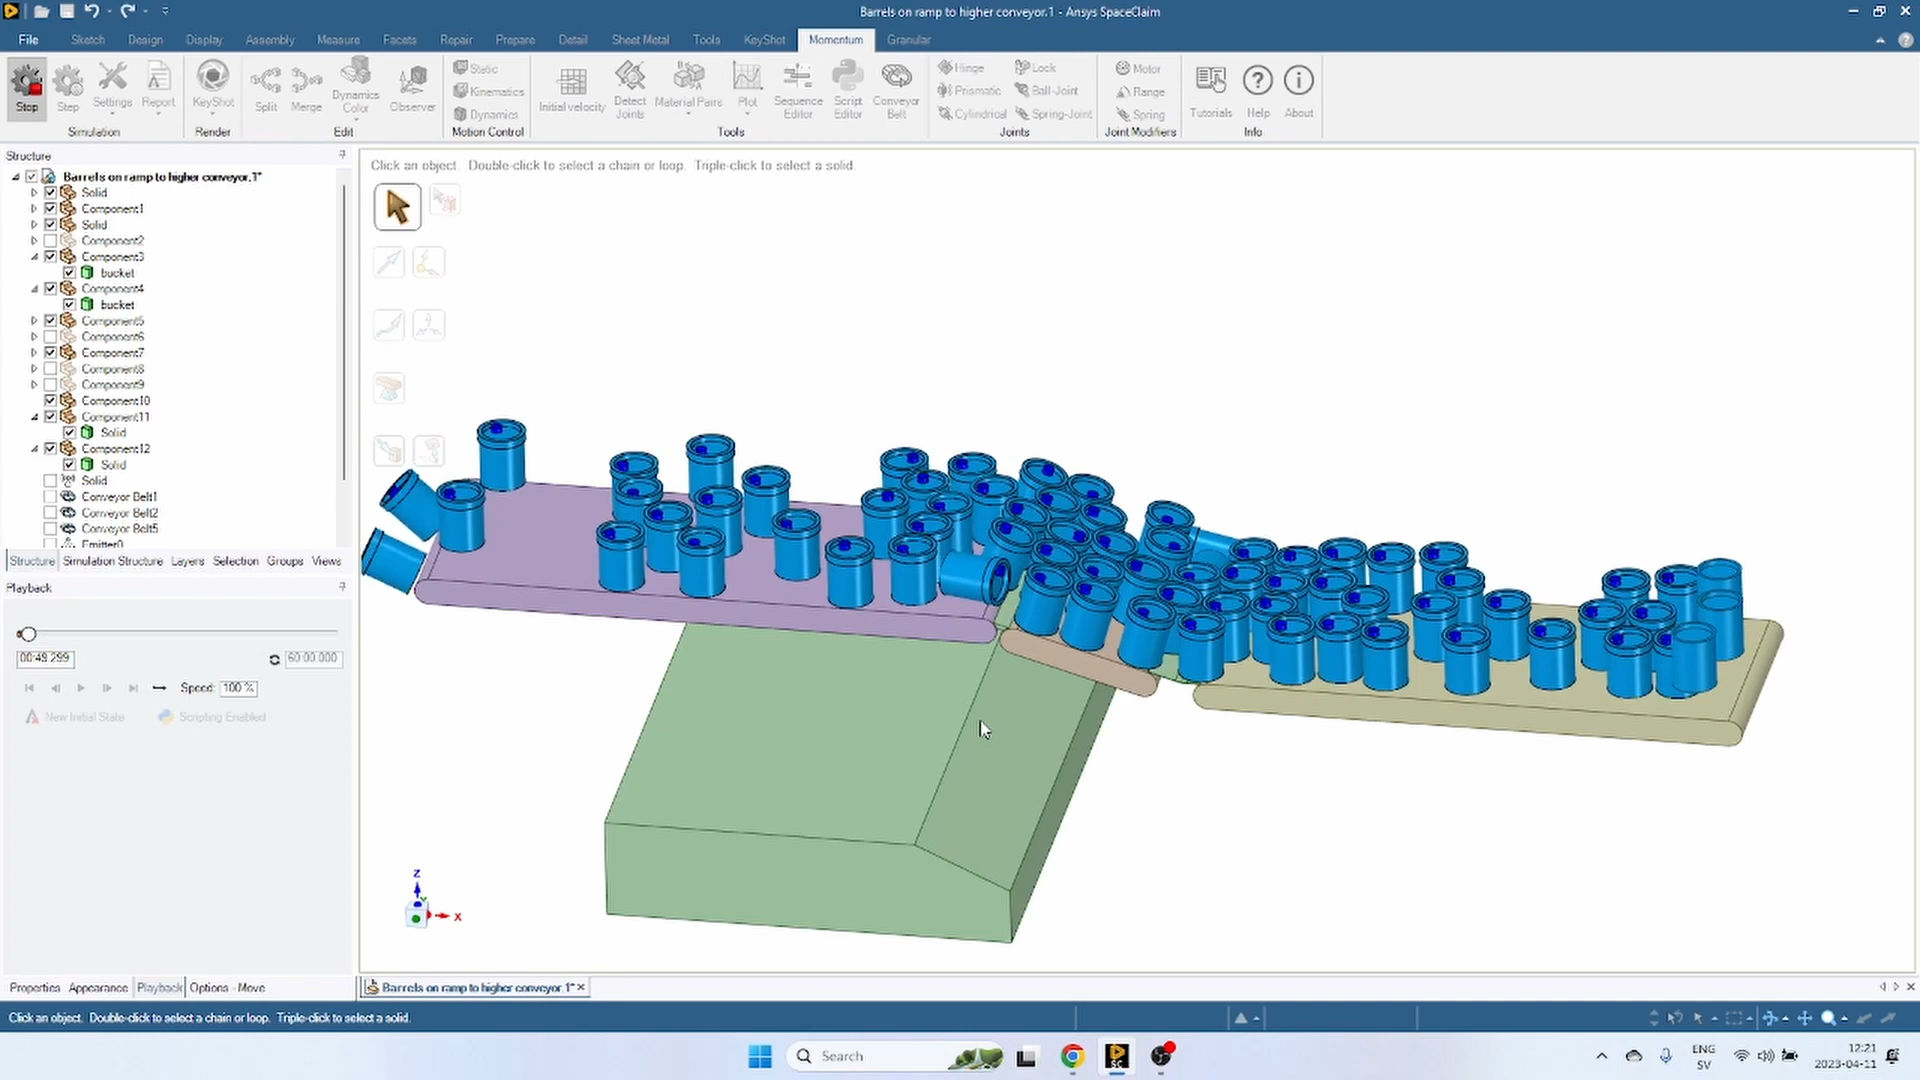 Barrels on ramp to higher conveyor.1 - Ansys SpaceClaim
File Sketch Design Display Assembly Measure Facets Repair Prepare Detail Sheet Metal Tools KeyShot Momentum Granular
Stop Step Settings Report KeyShot Split Merge Dynamics Color Observer
Static
Kinematics
Dynamics
Initial velocity Detect Joints Material Pairs Plot Sequence Editor Script Editor Conveyor Belt
Hinge Lock
Prismatic Ball-Joint
Cylindrical Spring-Joint
Motor
Range
Spring
Tutorials Help About
Simulation Render Edit Motion Control Tools Joints Joint Modifiers Info
Structure
Click an object. Double-click to select a chain or loop. Triple-click to select a solid.
Barrels on ramp to higher conveyor.1*
Solid
Component1
Solid
Component2
Component3
bucket
Component4
bucket
Component5
Component6
Component7
Component8
Component9
Component10
Component11
Solid
Component12
Solid
Solid
Conveyor Belt1
Conveyor Belt2
Conveyor Belt5
Emitter0
Structure Simulation Structure Layers Selection Groups Views
Playback
00:49.299 60:00.000
Speed: 100 %
New Initial State Scripting Enabled
Z
X
Properties Appearance Playback Options - Move
Barrels on ramp to higher conveyor.1*
Click an object. Double-click to select a chain or loop. Triple-click to select a solid.
Search
SC
ENG
SV
12:21
2023-04-11